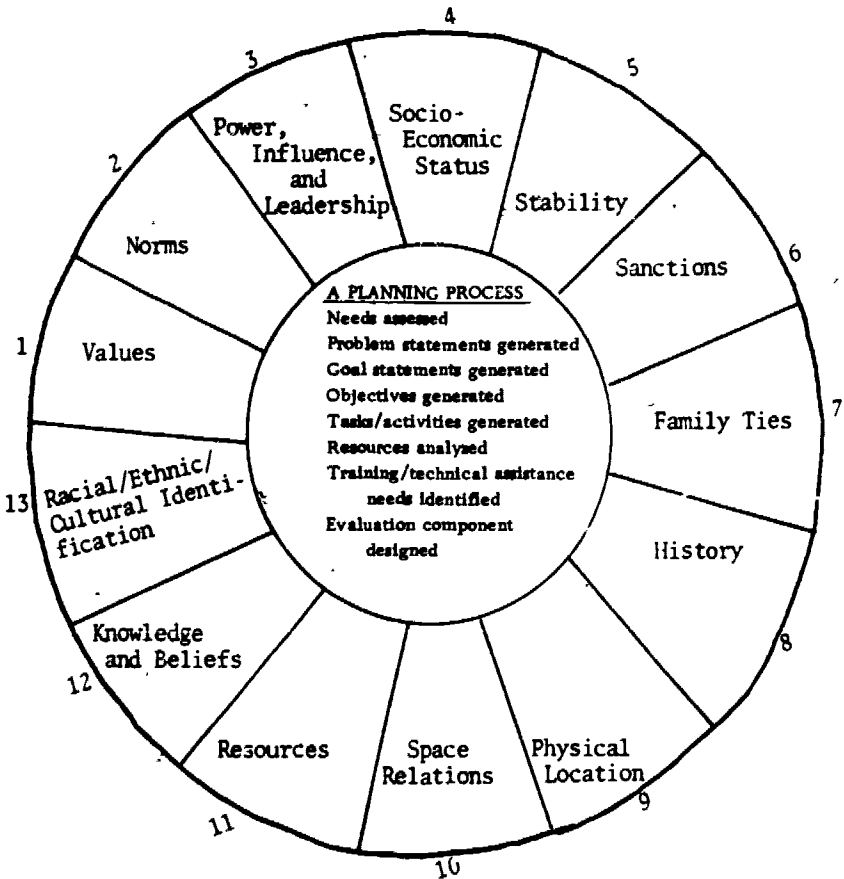 1
Values
2
Norms
3
Power,
Influence,
and
Leadership
4
Socio-
Economic
Status
5
Stability
6
Sanctions
7
Family Ties
8
History
9
Physical
Location
10
Space
Relations
11
Resources
12
Knowledge
and Beliefs
13
Racial/Ethnic/
Cultural Identi-
fication
A PLANNING PROCESS
Needs assessed
Problem statements generated
Goal statements generated
Objectives generated
Tasks/activities generated
Resources analyzed
Training/technical assistance
needs identified
Evaluation component
designed